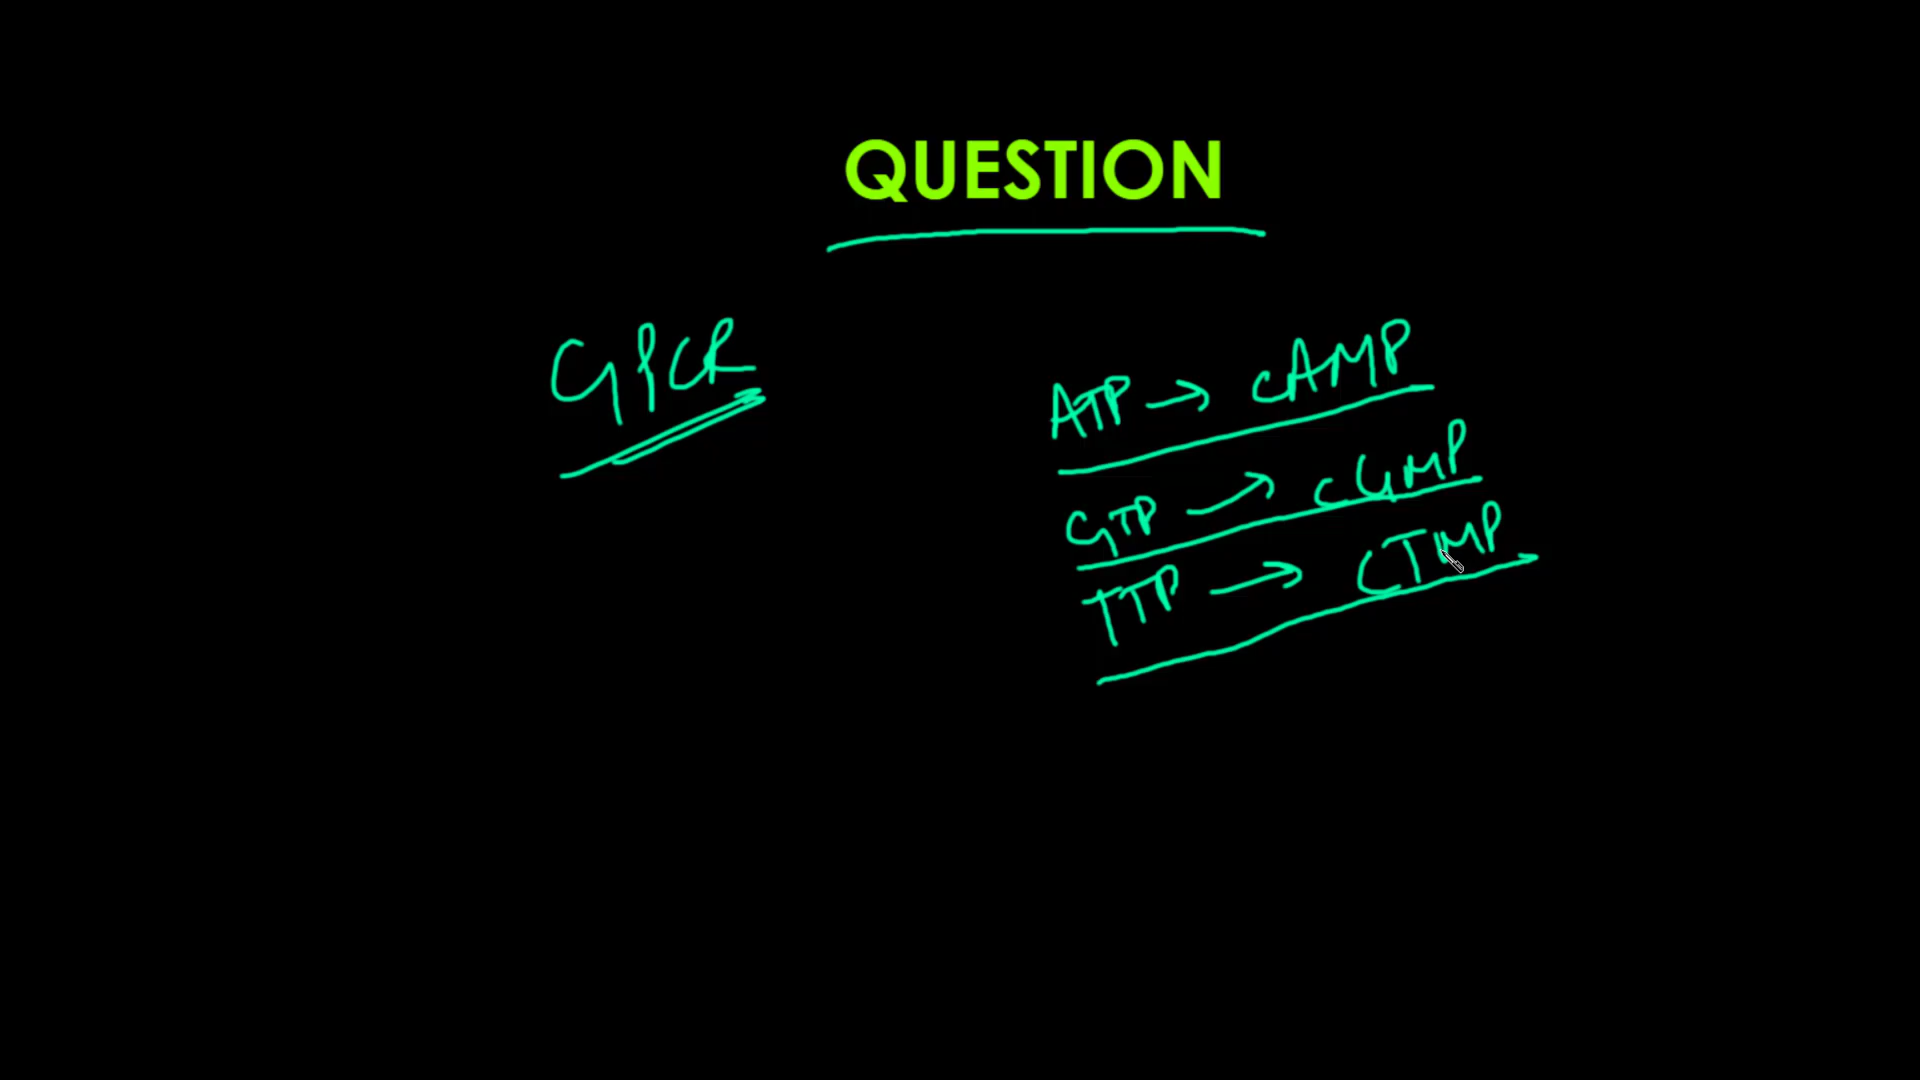 QUESTION
GPCR
ATP → cAMP
GTP → cGMP
TTP → cTMP